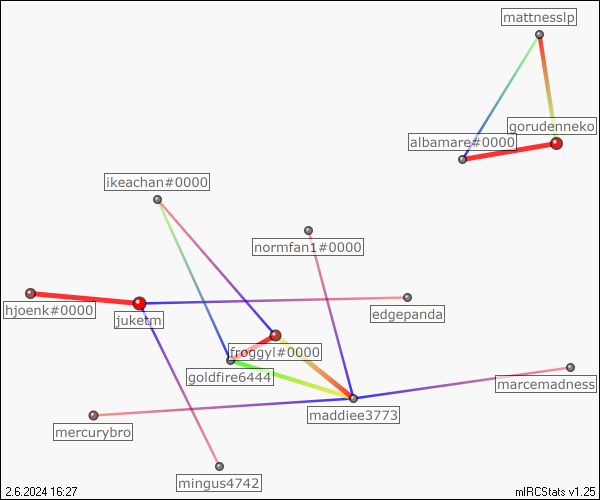 mattnesslp
gorudenneko
albamare#0000
ikeachan#0000
normfan1#0000
hjoenk#0000
juketm
edgepanda
froggyl#0000
goldfire6444
marcemadness
maddiee3773
mercurybro
mingus4742
2.6.2024 16:27
mIRCStats v1.25